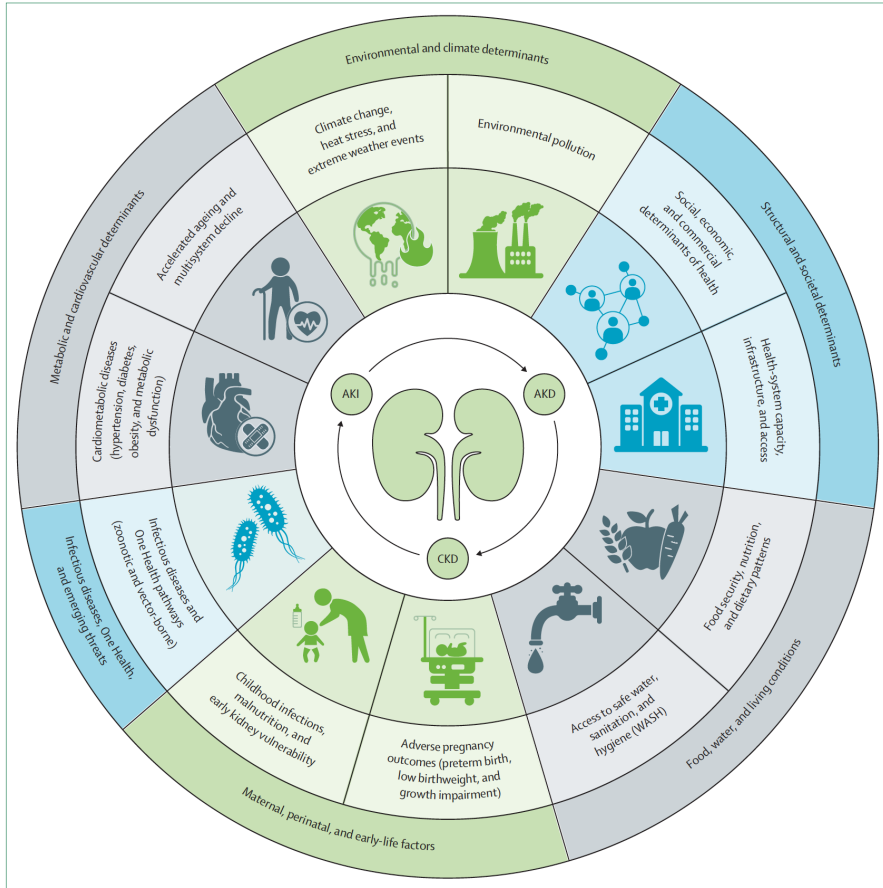 Environmental and climate determinants
Climate change,
heat stress, and
extreme weather events
Environmental pollution
Structural and societal determinants
Social, economic,
and commercial
determinants of health
Health-system capacity,
infrastructure, and access
Food, water, and living conditions
Food security, nutrition,
and dietary patterns
Access to safe water,
sanitation, and
hygiene (WASH)
Maternal, perinatal, and early-life factors
Adverse pregnancy
outcomes (preterm birth,
low birthweight, and
growth impairment)
Childhood infections,
malnutrition, and
early kidney vulnerability
Infectious diseases, One Health,
and emerging threats
Infectious diseases and
One Health pathways
(zoonotic and vector-borne)
Metabolic and cardiovascular determinants
Cardiometabolic diseases
(hypertension, diabetes,
obesity, and metabolic
dysfunction)
Accelerated ageing and
multisystem decline
AKI
AKD
CKD